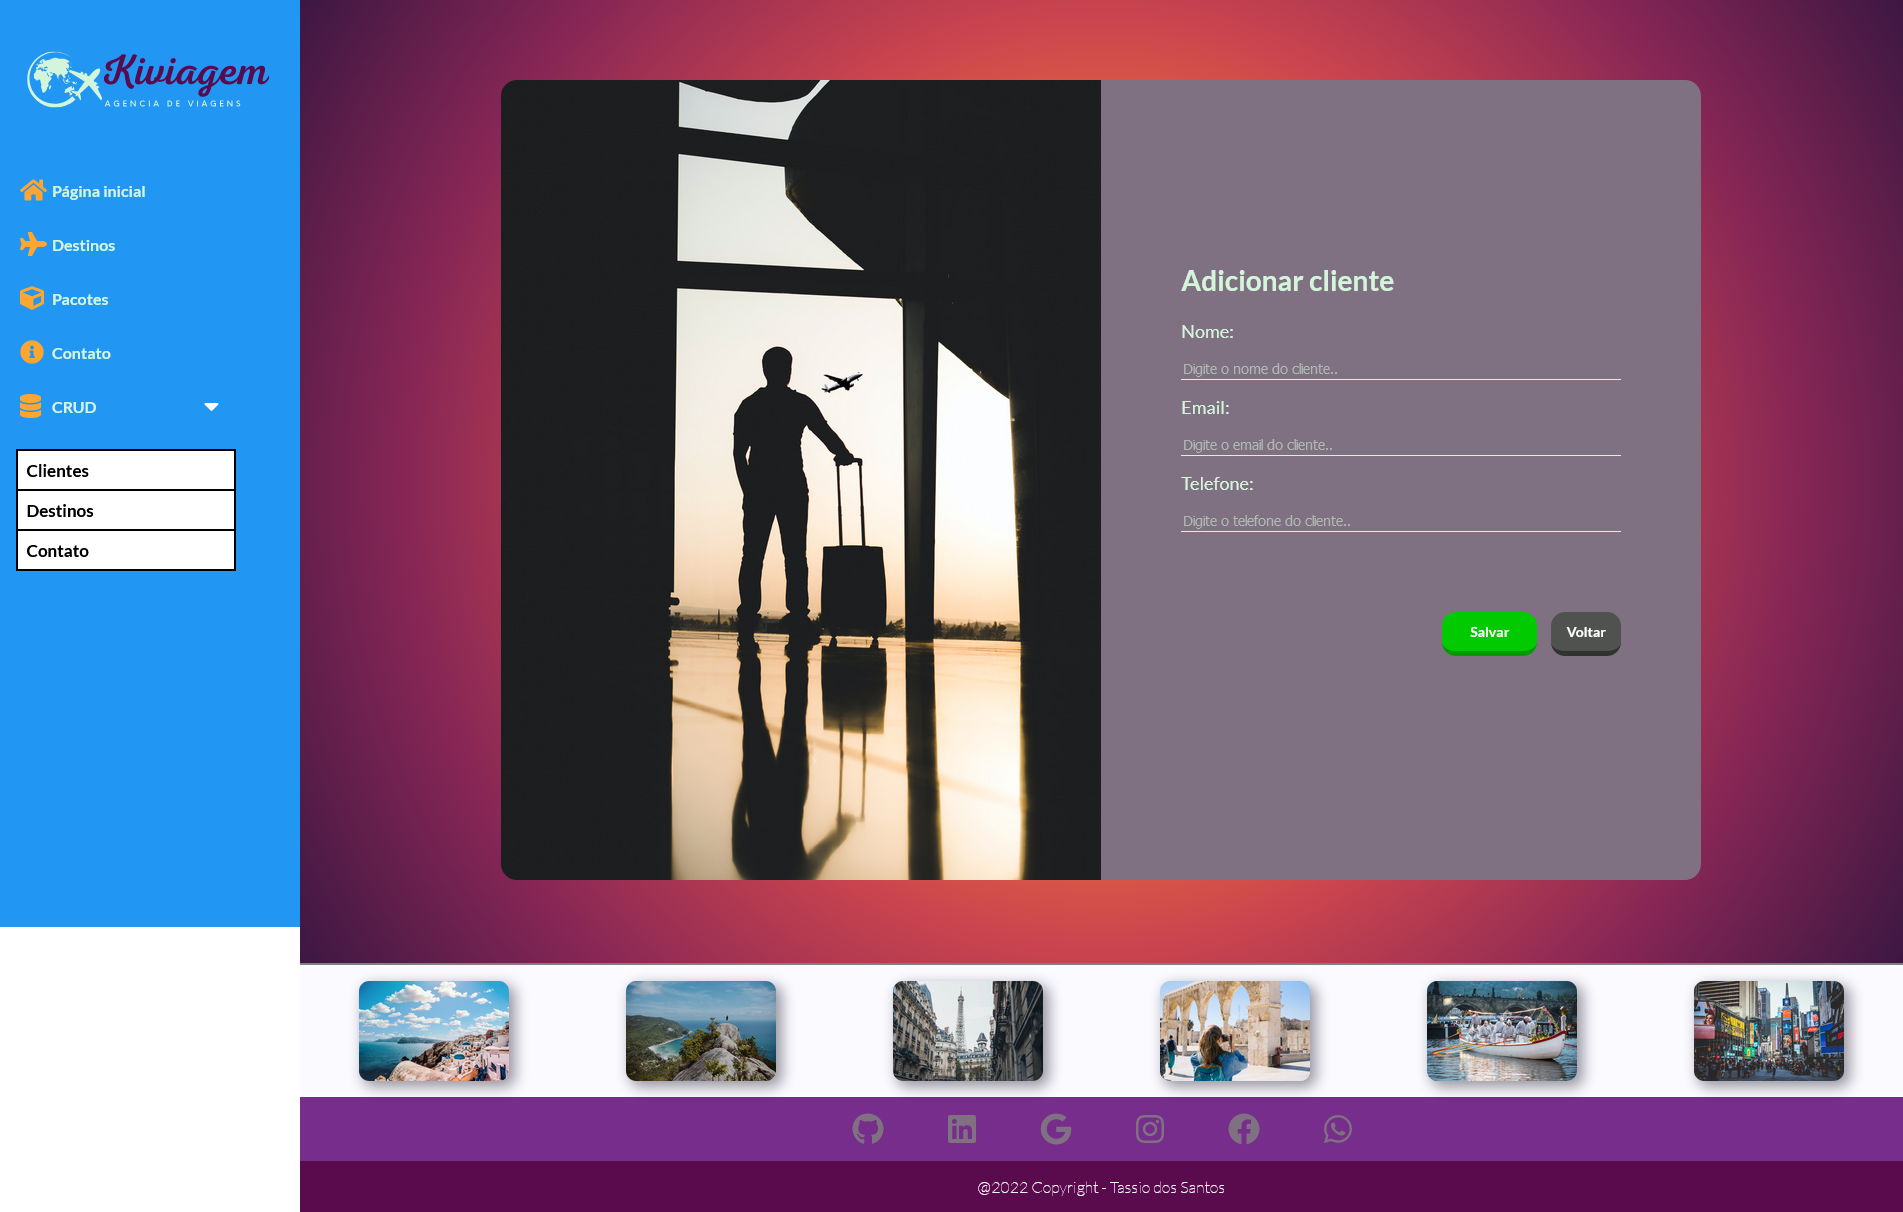 Kiviagem
AGENCIA DE VIAGENS
Página inicial
Destinos
Pacotes
Contato
CRUD
Clientes
Destinos
Contato
Adicionar cliente
Nome:
Digite o nome do cliente..
Email:
Digite o email do cliente..
Telefone:
Digite o telefone do cliente..
Salvar
Voltar
@2022 Copyright - Tassio dos Santos